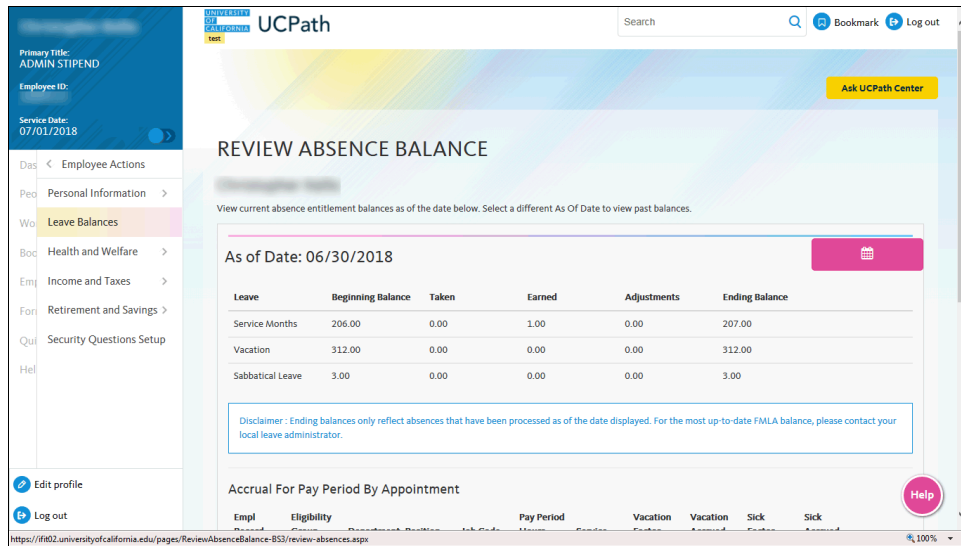 UNIVERSITY
OF
CALIFORNIA
UCPath
test
Search
Bookmark
Log out
Primary Title:
ADMIN STIPEND
Employee ID:
Service Date:
07/01/2018
Ask UCPath Center
Das
< Employee Actions
Peo
Personal Information >
Wo
Leave Balances
Boo
Health and Welfare >
Emp
Income and Taxes >
For
Retirement and Savings >
Qui
Security Questions Setup
Hel
Edit profile
Log out
REVIEW ABSENCE BALANCE
View current absence entitlement balances as of the date below. Select a different As Of Date to view past balances.
As of Date: 06/30/2018
Leave Beginning Balance Taken Earned Adjustments Ending Balance
Service Months 206.00 0.00 1.00 0.00 207.00
Vacation 312.00 0.00 0.00 0.00 312.00
Sabbatical Leave 3.00 0.00 0.00 0.00 3.00
Disclaimer : Ending balances only reflect absences that have been processed as of the date displayed. For the most up-to-date FMLA balance, please contact your
local leave administrator.
Accrual For Pay Period By Appointment
Help
Empl Eligibility Pay Period Vacation Vacation Sick Sick
https://ifit02.universityofcalifornia.edu/pages/ReviewAbsenceBalance-BS3/review-absences.aspx
100%